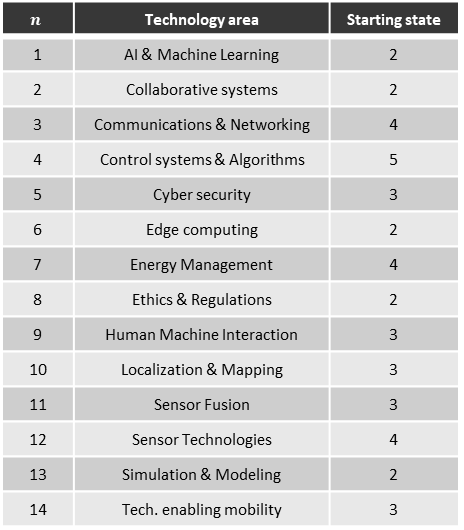 n Technology area Starting state
1 AI & Machine Learning 2
2 Collaborative systems 2
3 Communications & Networking 4
4 Control systems & Algorithms 5
5 Cyber security 3
6 Edge computing 2
7 Energy Management 4
8 Ethics & Regulations 2
9 Human Machine Interaction 3
10 Localization & Mapping 3
11 Sensor Fusion 3
12 Sensor Technologies 4
13 Simulation & Modeling 2
14 Tech. enabling mobility 3